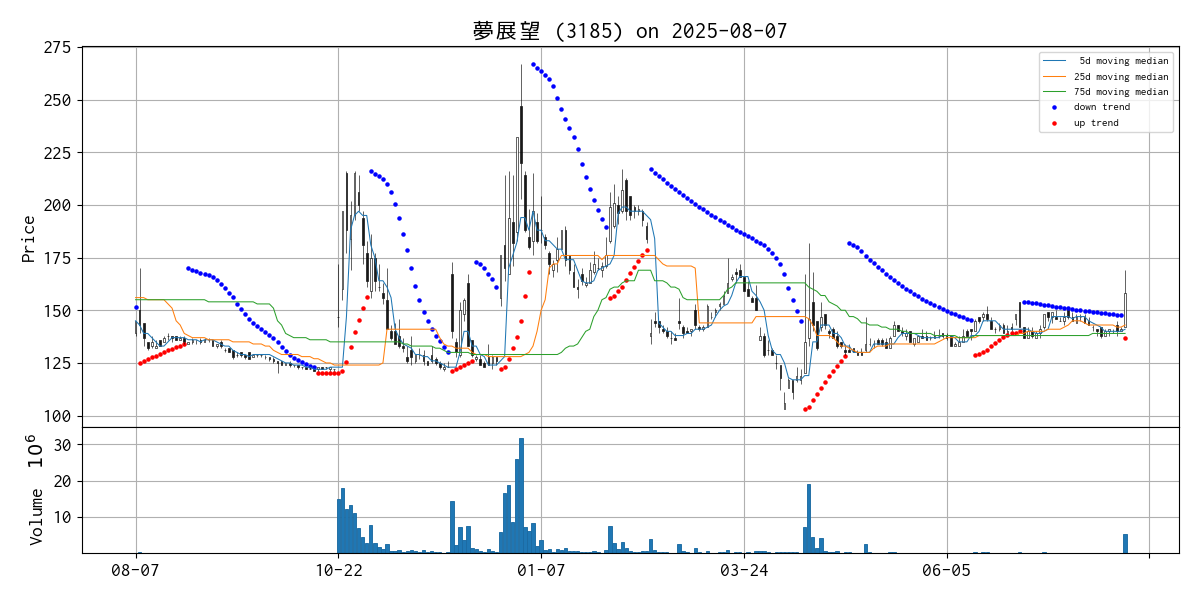 夢展望 (3185) on 2025-08-07
275
250
225
200
175
150
125
100
Price
5d moving median
25d moving median
75d moving median
down trend
up trend
30
20
10
Volume 10^6
08-07
10-22
01-07
03-24
06-05